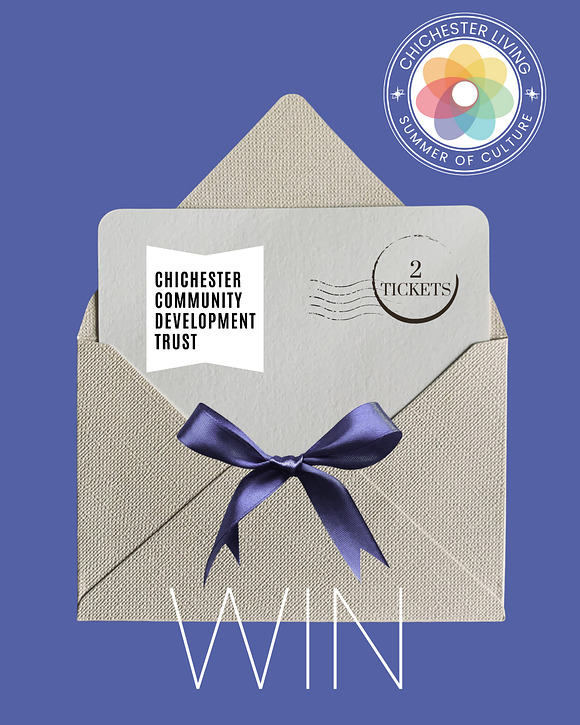 CHICHESTER LIVING
SUMMER OF CULTURE
CHICHESTER
COMMUNITY
DEVELOPMENT
TRUST
2
TICKETS
WIN